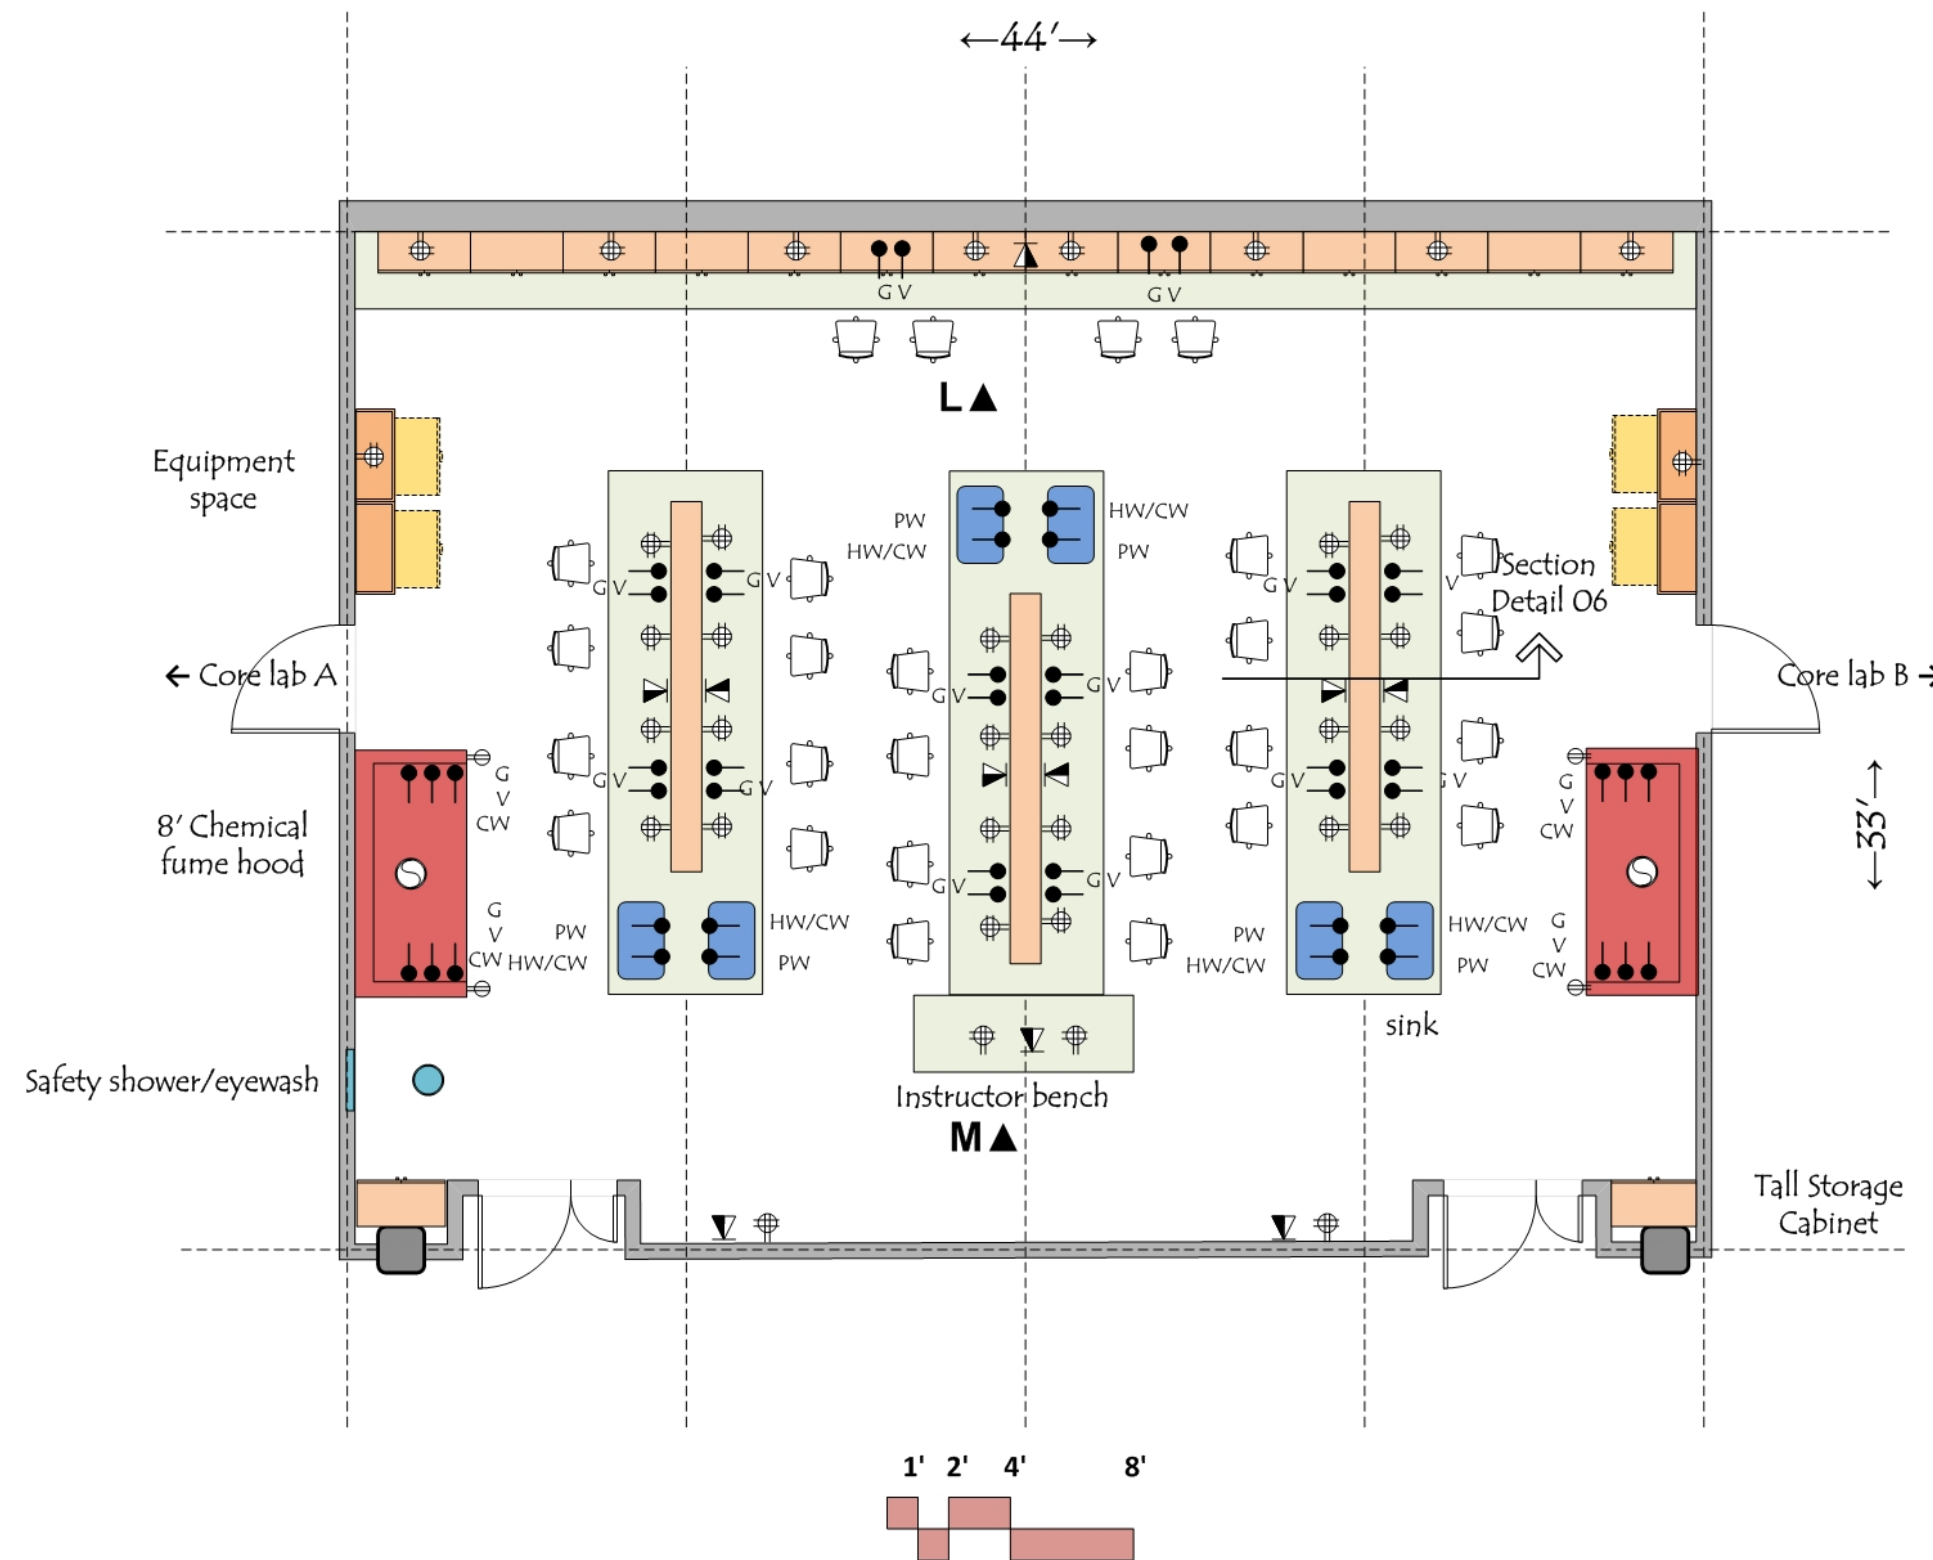 ←44'→
G V
G V
L▲
Equipment
space
PW
HW/CW
HW/CW
PW
Section
Detail 06
G V
G V
G V
V
← Core lab A
Core lab B →
G V
G V
G
V
CW
G V
G V
G V
G V
G
V
CW
←33'→
8' Chemical
fume hood
G V
G V
G
V
CW
PW
HW/CW
HW/CW
PW
PW
HW/CW
HW/CW
PW
G
V
CW
sink
Safety shower/eyewash
Instructor bench
M▲
Tall Storage
Cabinet
1' 2' 4' 8'